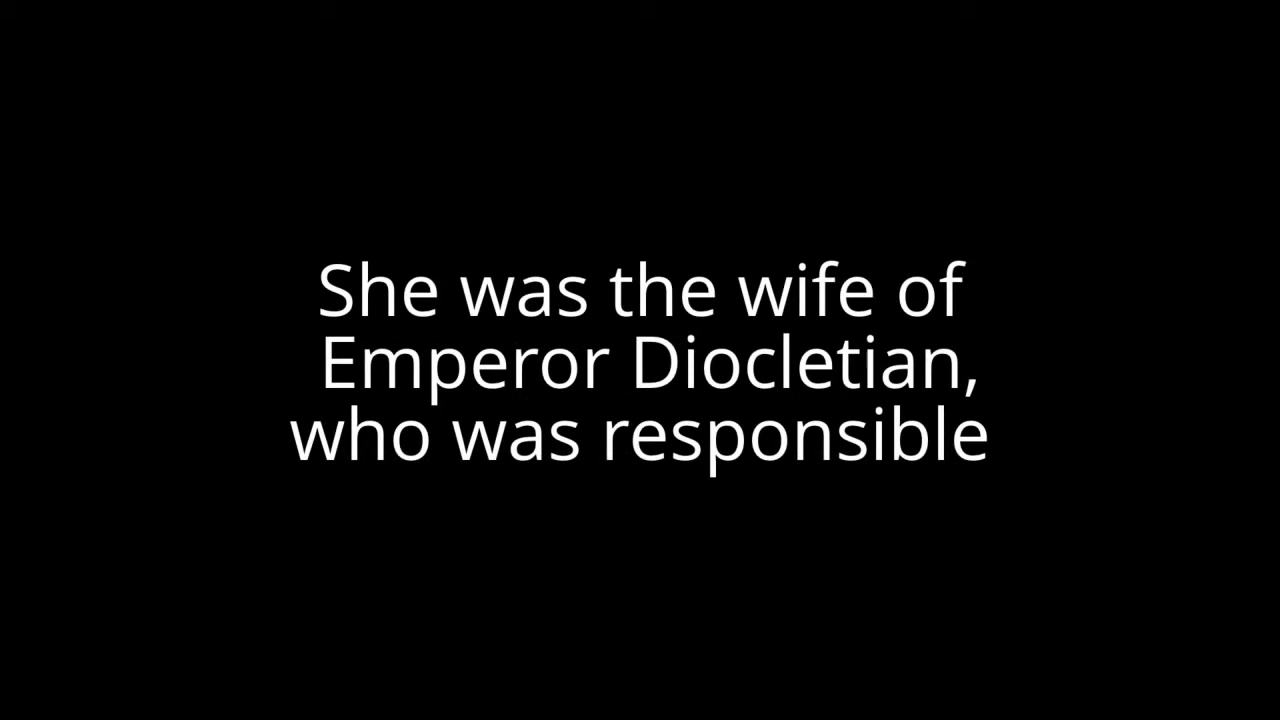 She was the wife of
Emperor Diocletian,
who was responsible